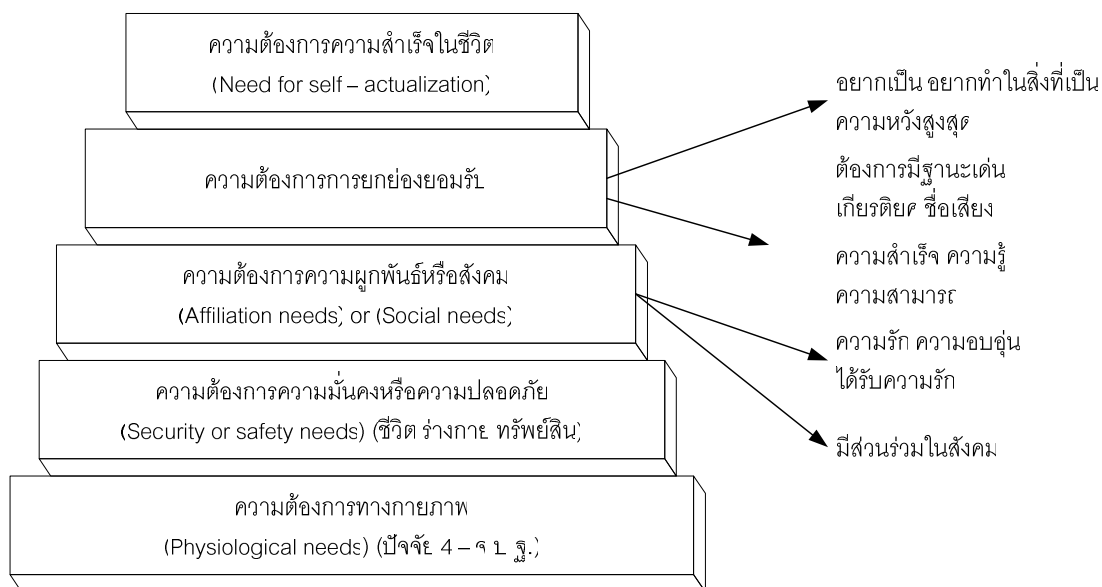 ความต้องการความสำเร็จในชีวิต
(Need for self – actualization)
ความต้องการการยกย่องยอมรับ
ความต้องการความผูกพันธ์หรือสังคม
(Affiliation needs) or (Social needs)
ความต้องการความมั่นคงหรือความปลอดภัย
(Security or safety needs) (ชีวิต ร่างกาย ทรัพย์สิน)
ความต้องการทางกายภาพ
(Physiological needs) (ปัจจัย 4 – จ ป ฐ.)
อยากเป็น อยากทำในสิ่งที่เป็น
ความหวังสูงสุด
ต้องการมีฐานะเด่น
เกียรติยศ ชื่อเสียง
ความสำเร็จ ความรู้
ความสามารถ
ความรัก ความอบอุ่น
ได้รับความรัก
มีส่วนร่วมในสังคม